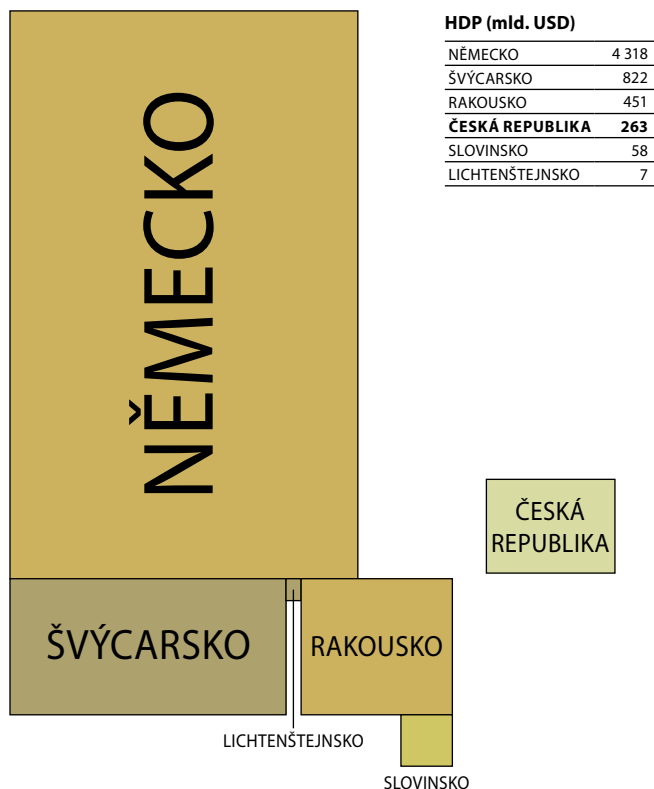 HDP (mld. USD)
NĚMECKO 4 318
ŠVÝCARSKO 822
RAKOUSKO 451
ČESKÁ REPUBLIKA 263
SLOVINSKO 58
LICHTENŠTEJNSKO 7
NĚMECKO
ČESKÁ
REPUBLIKA
ŠVÝCARSKO
RAKOUSKO
LICHTENŠTEJNSKO
SLOVINSKO